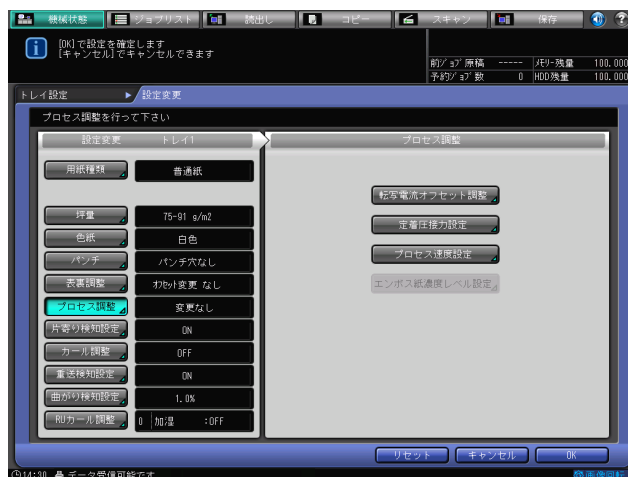 機械状態 ジョブリスト 読出し コピー スキャン 保存
[OK]で設定を確定します
[キャンセル]でキャンセルできます
前ジョブ原稿 ----- メモリー残量 100.000
予約ジョブ数 0 HDD残量 100.000
トレイ設定 設定変更
プロセス調整を行って下さい
設定変更 トレイ1
用紙種類 普通紙
坪量 75-91 g/m2
色紙 白色
パンチ パンチ穴なし
表裏調整 オフセット変更 なし
プロセス調整 変更なし
片寄り検知設定 ON
カール調整 OFF
重送検知設定 ON
曲がり検知設定 1.0%
RUカール調整 0 加湿 :OFF
プロセス調整
転写電流オフセット調整
定着圧接力設定
プロセス速度設定
エンボス紙濃度レベル設定
リセット キャンセル OK
14:30 データ受信可能です 画像回転